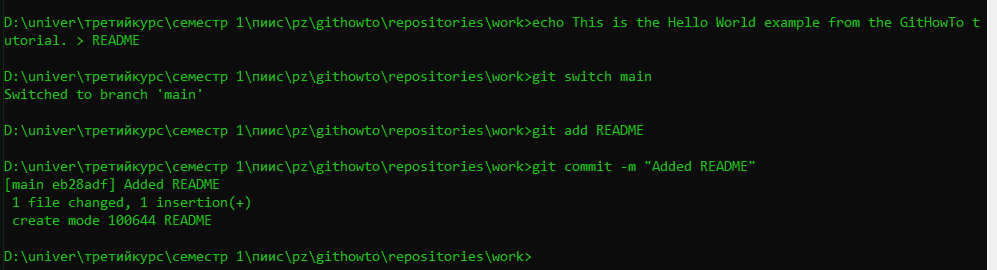 D:\univer\третийкурс\семестр 1\пиис\pz\githowto\repositories\work>echo This is the Hello World example from the GitHowTo t
utorial. > README
D:\univer\третийкурс\семестр 1\пиис\pz\githowto\repositories\work>git switch main
Switched to branch 'main'
D:\univer\третийкурс\семестр 1\пиис\pz\githowto\repositories\work>git add README
D:\univer\третийкурс\семестр 1\пиис\pz\githowto\repositories\work>git commit -m "Added README"
[main eb28adf] Added README
 1 file changed, 1 insertion(+)
 create mode 100644 README
D:\univer\третийкурс\семестр 1\пиис\pz\githowto\repositories\work>